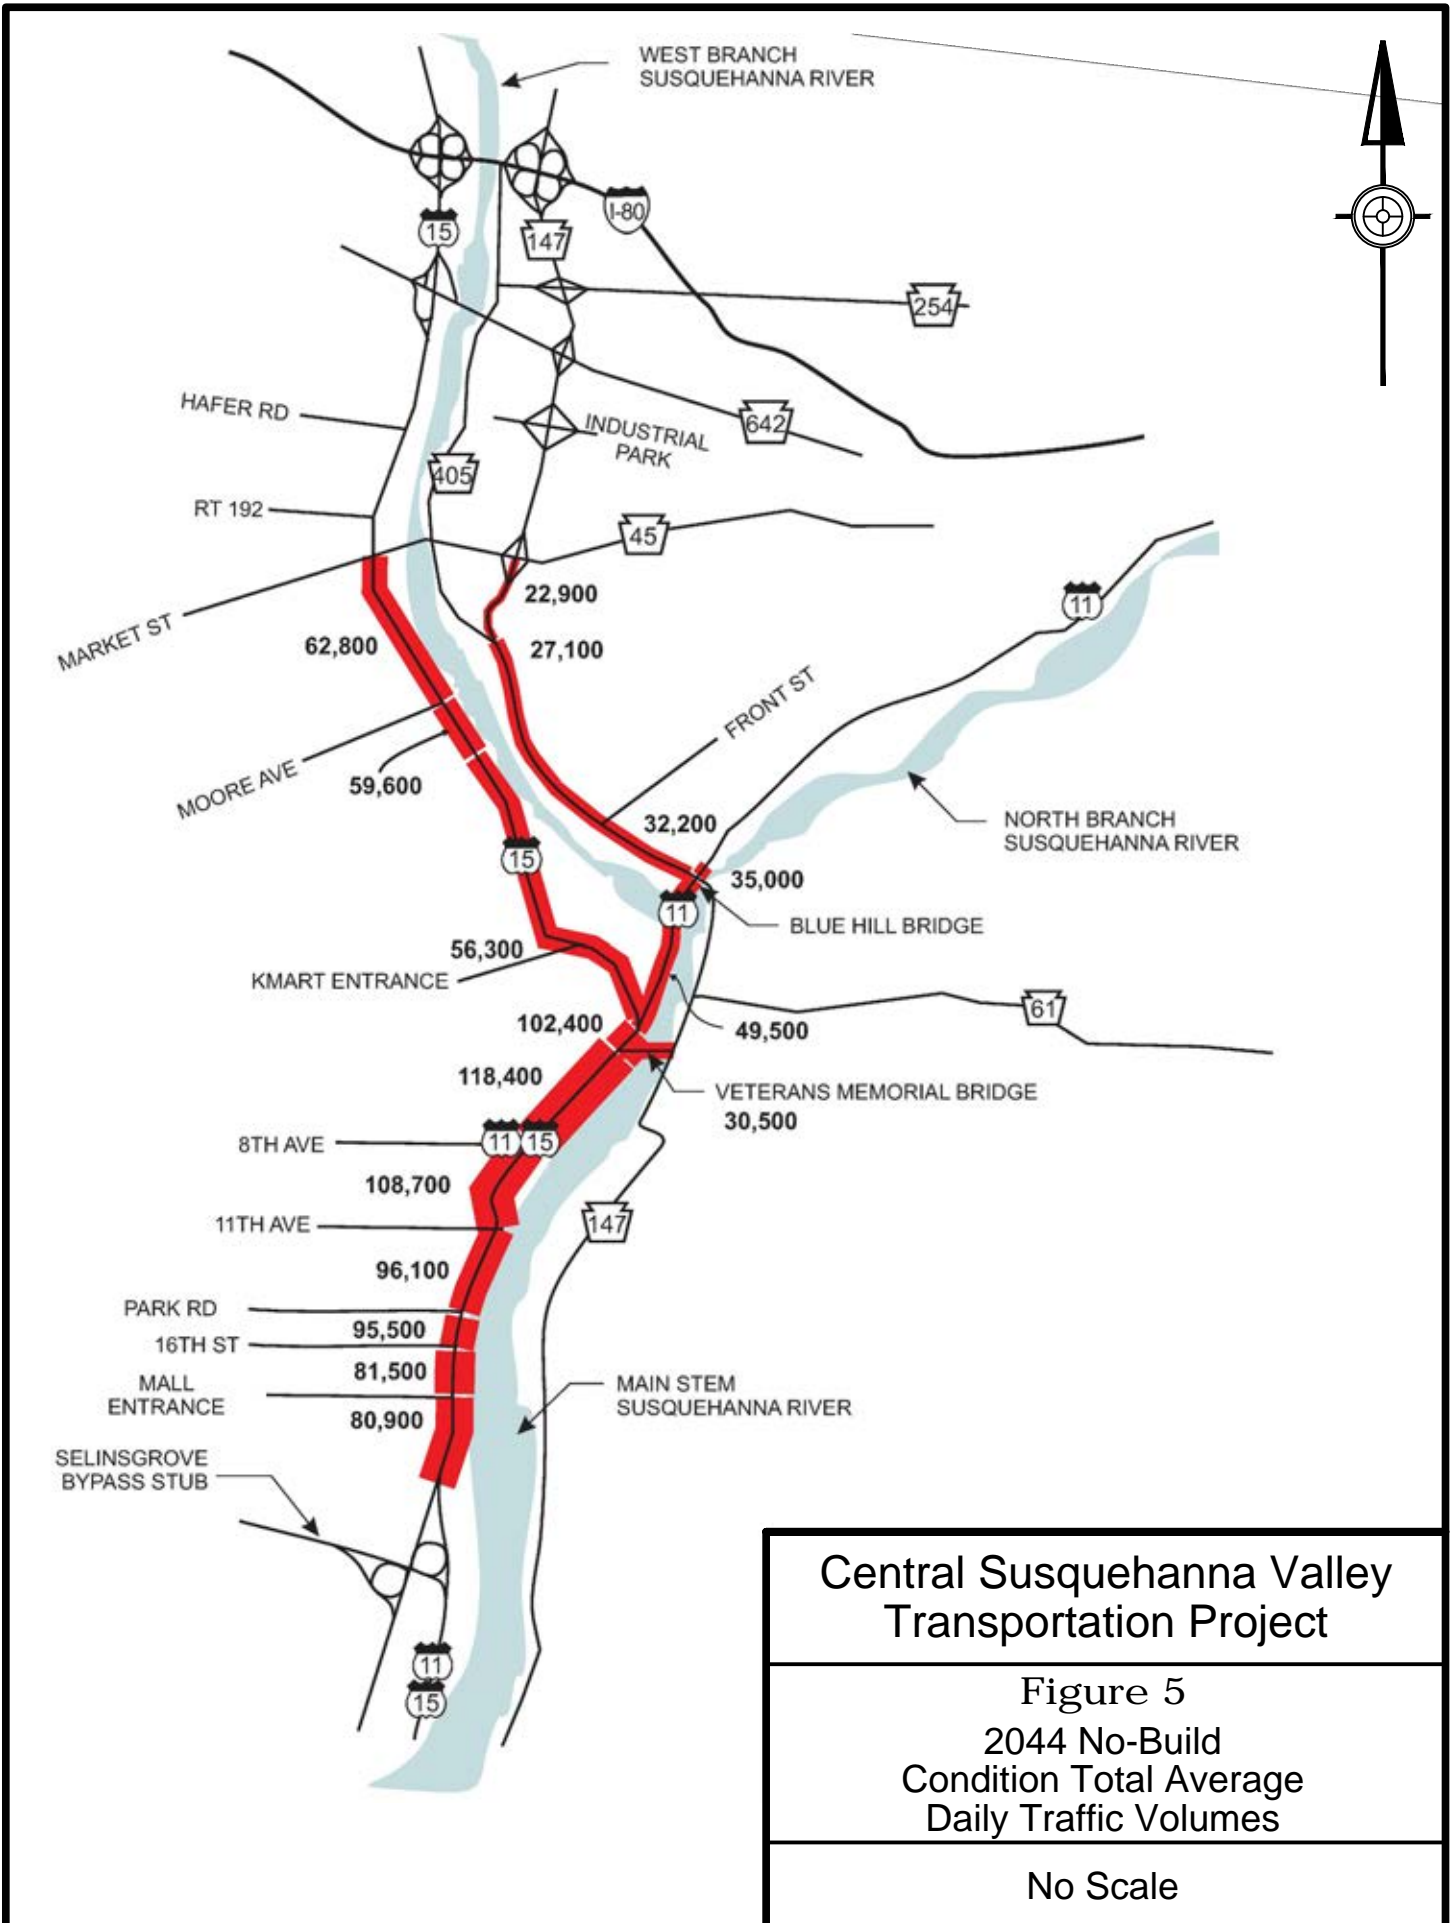 WEST BRANCH
SUSQUEHANNA RIVER
I-80
15
147
254
HAFER RD
INDUSTRIAL
PARK
642
405
RT 192
45
22,900
11
MARKET ST
62,800
27,100
FRONT ST
MOORE AVE
59,600
32,200
NORTH BRANCH
SUSQUEHANNA RIVER
15
35,000
11
BLUE HILL BRIDGE
56,300
KMART ENTRANCE
61
102,400
49,500
118,400
VETERANS MEMORIAL BRIDGE
30,500
8TH AVE
11
15
108,700
11TH AVE
147
96,100
PARK RD
95,500
16TH ST
81,500
MALL
ENTRANCE
80,900
MAIN STEM
SUSQUEHANNA RIVER
SELINSGROVE
BYPASS STUB
11
15
Central Susquehanna Valley
Transportation Project
Figure 5
2044 No-Build
Condition Total Average
Daily Traffic Volumes
No Scale